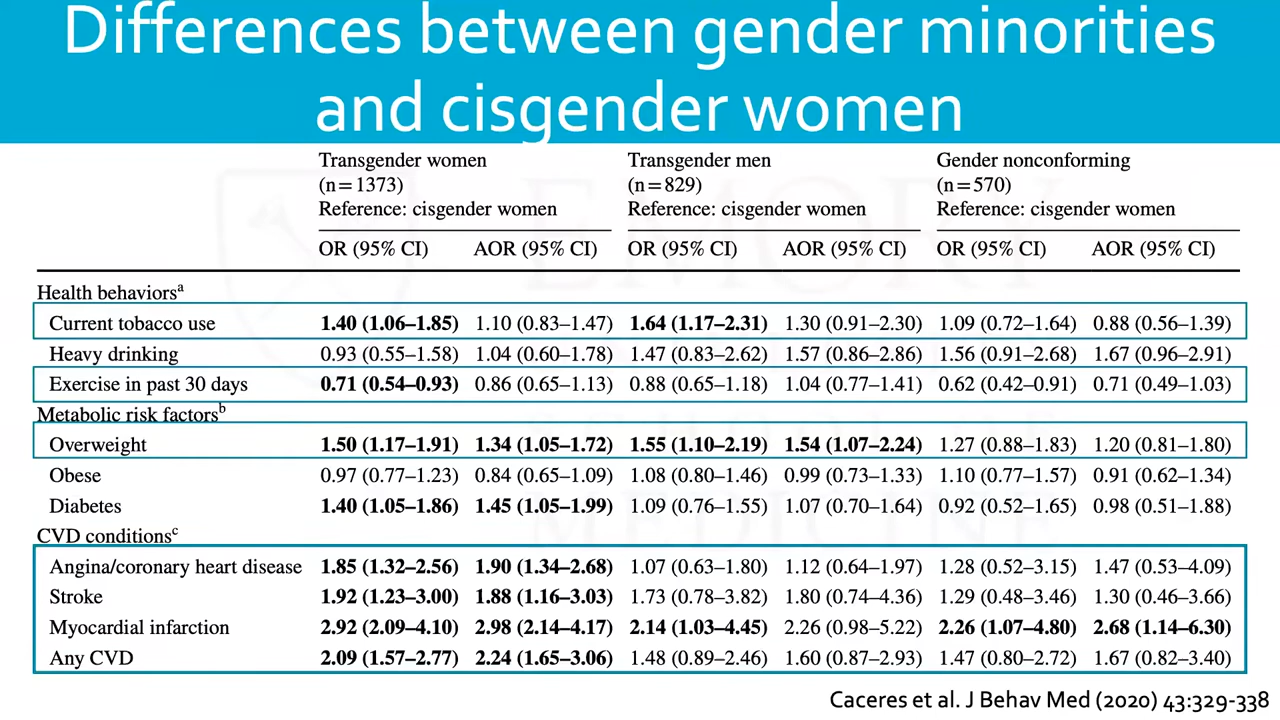 Differences between gender minorities
and cisgender women
Transgender women Transgender men Gender nonconforming
(n=1373) (n=829) (n=570)
Reference: cisgender women Reference: cisgender women Reference: cisgender women
OR (95% CI) AOR (95% CI) OR (95% CI) AOR (95% CI) OR (95% CI) AOR (95% CI)
Health behaviorsᵃ
Current tobacco use 1.40 (1.06–1.85) 1.10 (0.83–1.47) 1.64 (1.17–2.31) 1.30 (0.91–2.30) 1.09 (0.72–1.64) 0.88 (0.56–1.39)
Heavy drinking 0.93 (0.55–1.58) 1.04 (0.60–1.78) 1.47 (0.83–2.62) 1.57 (0.86–2.86) 1.56 (0.91–2.68) 1.67 (0.96–2.91)
Exercise in past 30 days 0.71 (0.54–0.93) 0.86 (0.65–1.13) 0.88 (0.65–1.18) 1.04 (0.77–1.41) 0.62 (0.42–0.91) 0.71 (0.49–1.03)
Metabolic risk factorsᵇ
Overweight 1.50 (1.17–1.91) 1.34 (1.05–1.72) 1.55 (1.10–2.19) 1.54 (1.07–2.24) 1.27 (0.88–1.83) 1.20 (0.81–1.80)
Obese 0.97 (0.77–1.23) 0.84 (0.65–1.09) 1.08 (0.80–1.46) 0.99 (0.73–1.33) 1.10 (0.77–1.57) 0.91 (0.62–1.34)
Diabetes 1.40 (1.05–1.86) 1.45 (1.05–1.99) 1.09 (0.76–1.55) 1.07 (0.70–1.64) 0.92 (0.52–1.65) 0.98 (0.51–1.88)
CVD conditionsᶜ
Angina/coronary heart disease 1.85 (1.32–2.56) 1.90 (1.34–2.68) 1.07 (0.63–1.80) 1.12 (0.64–1.97) 1.28 (0.52–3.15) 1.47 (0.53–4.09)
Stroke 1.92 (1.23–3.00) 1.88 (1.16–3.03) 1.73 (0.78–3.82) 1.80 (0.74–4.36) 1.29 (0.48–3.46) 1.30 (0.46–3.66)
Myocardial infarction 2.92 (2.09–4.10) 2.98 (2.14–4.17) 2.14 (1.03–4.45) 2.26 (0.98–5.22) 2.26 (1.07–4.80) 2.68 (1.14–6.30)
Any CVD 2.09 (1.57–2.77) 2.24 (1.65–3.06) 1.48 (0.89–2.46) 1.60 (0.87–2.93) 1.47 (0.80–2.72) 1.67 (0.82–3.40)
Caceres et al. J Behav Med (2020) 43:329-338